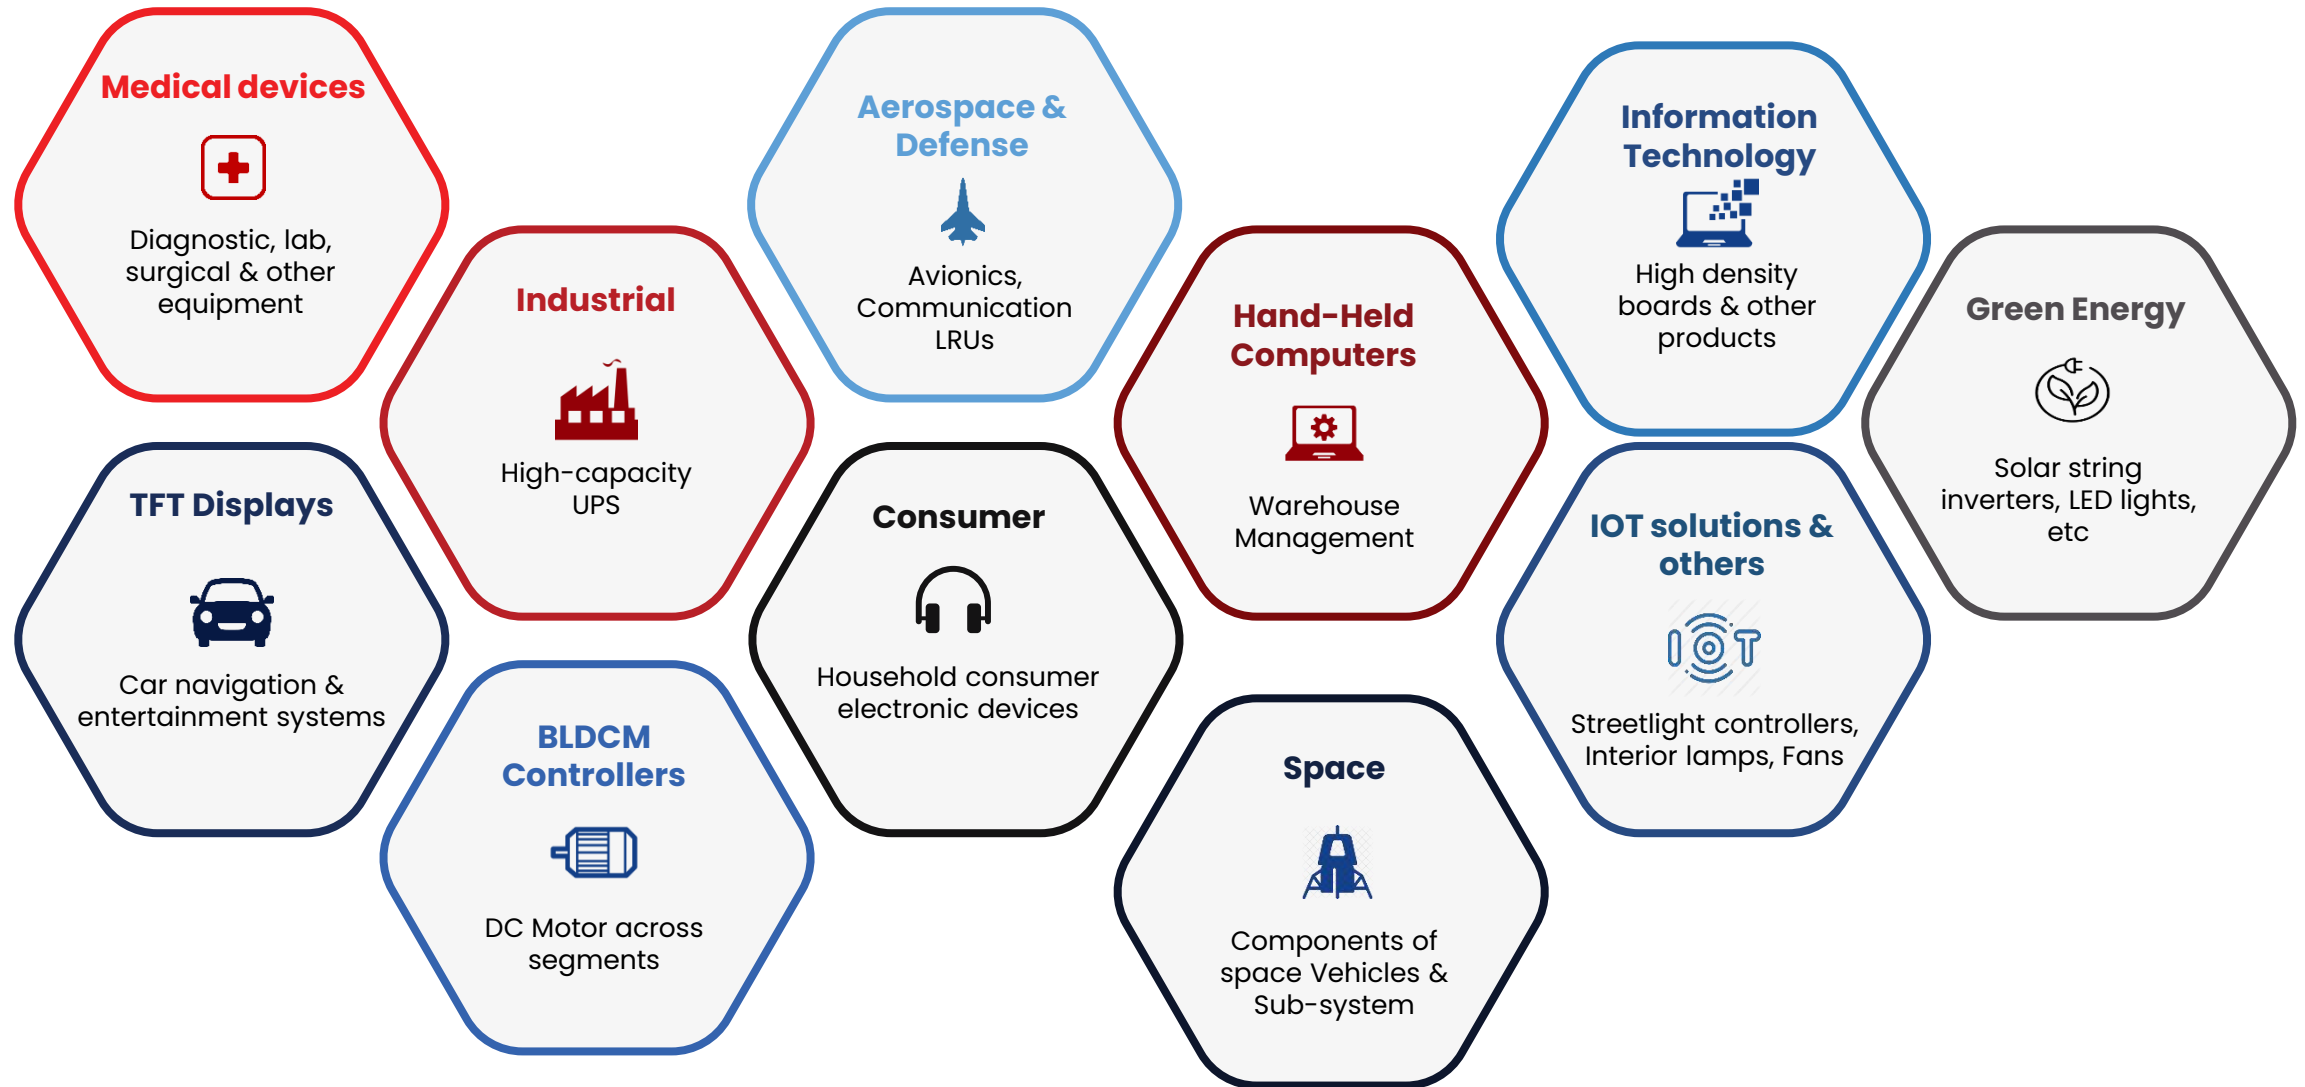 Medical devices
Diagnostic, lab,
surgical & other
equipment
Industrial
High-capacity
UPS
Aerospace &
Defense
Avionics,
Communication
LRUs
Hand-Held
Computers
Warehouse
Management
Information
Technology
High density
boards & other
products
Green Energy
Solar string
inverters, LED lights,
etc
TFT Displays
Car navigation &
entertainment systems
BLDCM
Controllers
DC Motor across
segments
Consumer
Household consumer
electronic devices
Space
Components of
space Vehicles &
Sub-system
IOT solutions &
others
IOT
Streetlight controllers,
Interior lamps, Fans